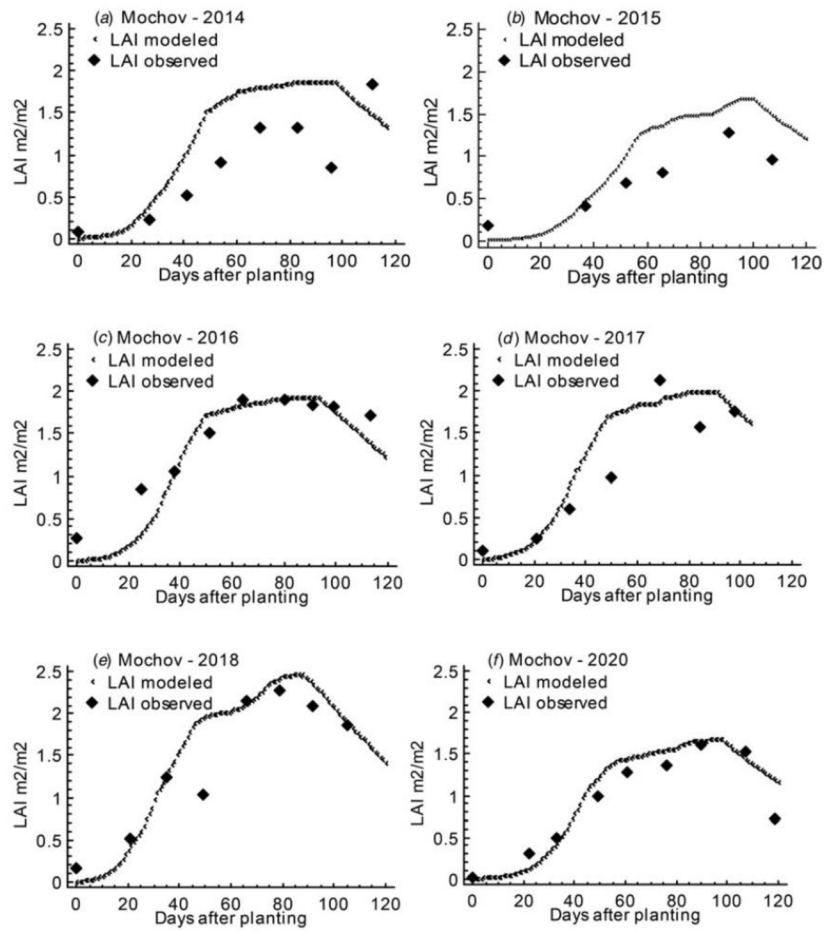 (a) Mochov - 2014
LAI modeled
LAI observed
LAI m2/m2
2.5
2
1.5
1
0.5
0
0 20 40 60 80 100 120
Days after planting
(b) Mochov - 2015
LAI modeled
LAI observed
LAI m2/m2
2.5
2
1.5
1
0.5
0
0 20 40 60 80 100 120
Days after planting
(c) Mochov - 2016
LAI modeled
LAI observed
LAI m2/m2
2.5
2
1.5
1
0.5
0
0 20 40 60 80 100 120
Days after planting
(d) Mochov - 2017
LAI modeled
LAI observed
LAI m2/m2
2.5
2
1.5
1
0.5
0
0 20 40 60 80 100 120
Days after planting
(e) Mochov - 2018
LAI modeled
LAI observed
LAI m2/m2
2.5
2
1.5
1
0.5
0
0 20 40 60 80 100 120
Days after planting
(f) Mochov - 2020
LAI modeled
LAI observed
LAI m2/m2
2.5
2
1.5
1
0.5
0
0 20 40 60 80 100 120
Days after planting